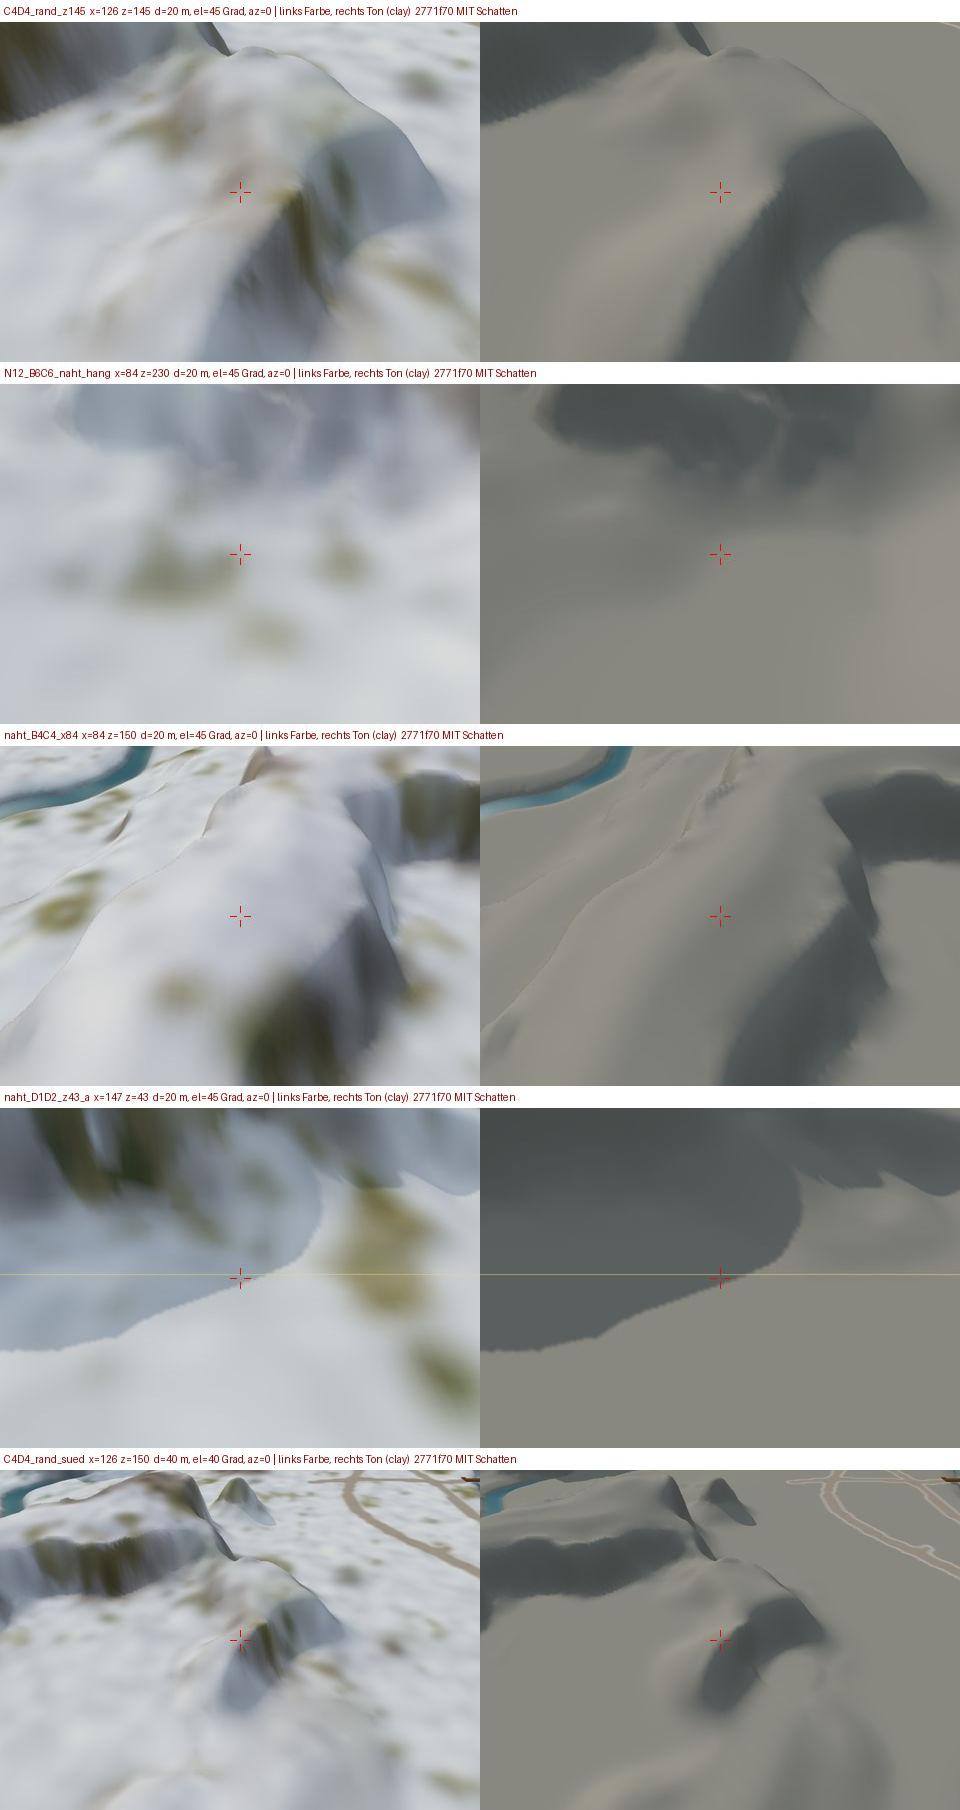 C4D4_rand_z145 x=126 z=145 d=20 m, el=45 Grad, az=0 | links Farbe, rechts Ton (clay) 2771f70 MIT Schatten
N12_B6C6_naht_hang x=84 z=230 d=20 m, el=45 Grad, az=0 | links Farbe, rechts Ton (clay) 2771f70 MIT Schatten
naht_B4C4_x84 x=84 z=150 d=20 m, el=45 Grad, az=0 | links Farbe, rechts Ton (clay) 2771f70 MIT Schatten
naht_D1D2_z43_a x=147 z=43 d=20 m, el=45 Grad, az=0 | links Farbe, rechts Ton (clay) 2771f70 MIT Schatten
C4D4_rand_sued x=126 z=150 d=40 m, el=40 Grad, az=0 | links Farbe, rechts Ton (clay) 2771f70 MIT Schatten